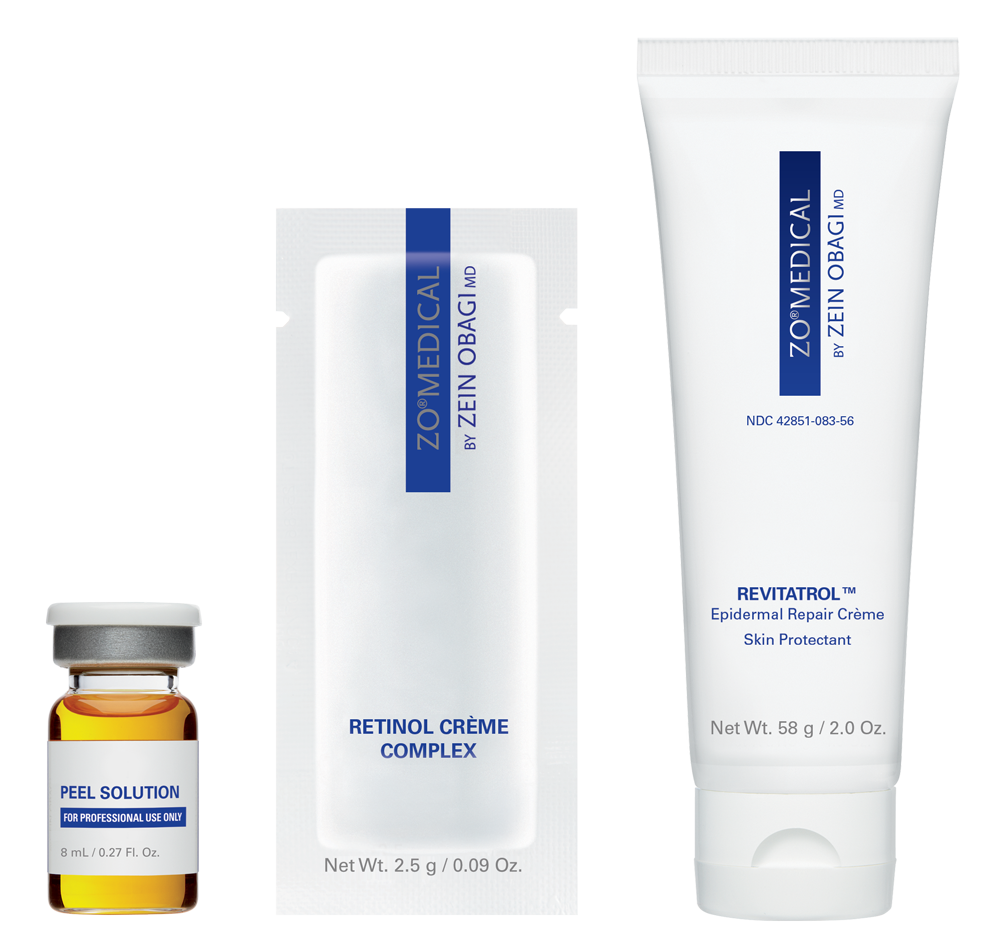 PEEL SOLUTION
FOR PROFESSIONAL USE ONLY
8 mL / 0.27 Fl. Oz.
ZO®MEDICAL
BY ZEIN OBAGI MD
RETINOL CRÈME
COMPLEX
Net Wt. 2.5 g / 0.09 Oz.
ZO®MEDICAL
BY ZEIN OBAGI MD
NDC 42851-083-56
REVITATROL™
Epidermal Repair Crème
Skin Protectant
Net Wt. 58 g / 2.0 Oz.